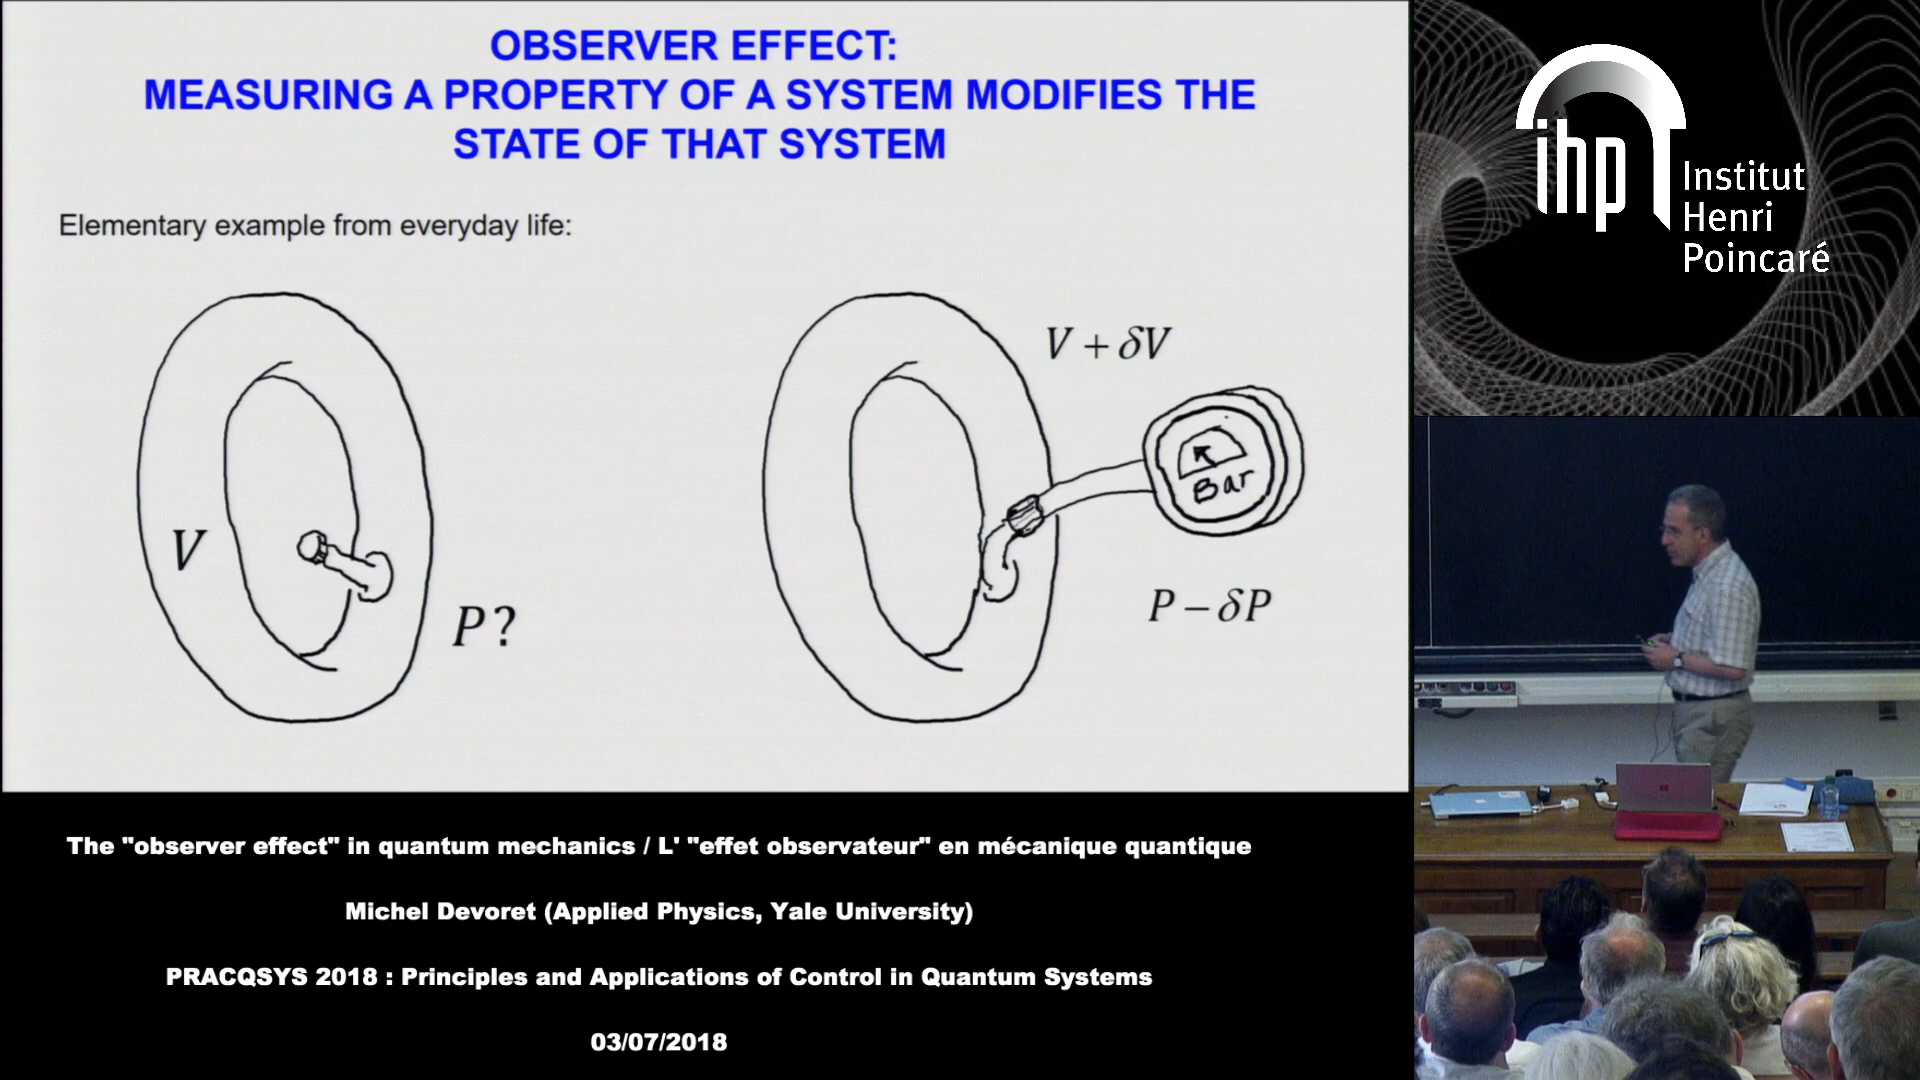 OBSERVER EFFECT:
MEASURING A PROPERTY OF A SYSTEM MODIFIES THE
STATE OF THAT SYSTEM
Elementary example from everyday life:
V
P?
V + δV
Bar
P − δP
ihp
Institut
Henri
Poincaré
The "observer effect" in quantum mechanics / L' "effet observateur" en mécanique quantique
Michel Devoret (Applied Physics, Yale University)
PRACQSYS 2018 : Principles and Applications of Control in Quantum Systems
03/07/2018